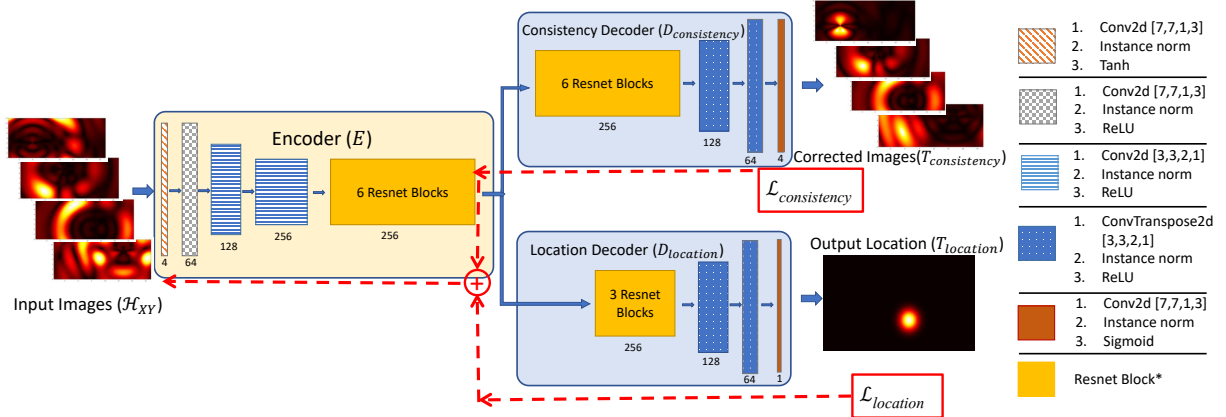 Consistency Decoder (D_consistency)
6 Resnet Blocks
256
128
64
4
Corrected Images(T_consistency)
Encoder (E)
6 Resnet Blocks
4
64
128
256
256
Input Images (ℋ_XY)
ℒ_consistency
+
Location Decoder (D_location)
3 Resnet
Blocks
256
128
64
1
Output Location (T_location)
ℒ_location
1. Conv2d [7,7,1,3]
2. Instance norm
3. Tanh
1. Conv2d [7,7,1,3]
2. Instance norm
3. ReLU
1. Conv2d [3,3,2,1]
2. Instance norm
3. ReLU
1. ConvTranspose2d
[3,3,2,1]
2. Instance norm
3. ReLU
1. Conv2d [7,7,1,3]
2. Instance norm
3. Sigmoid
Resnet Block*